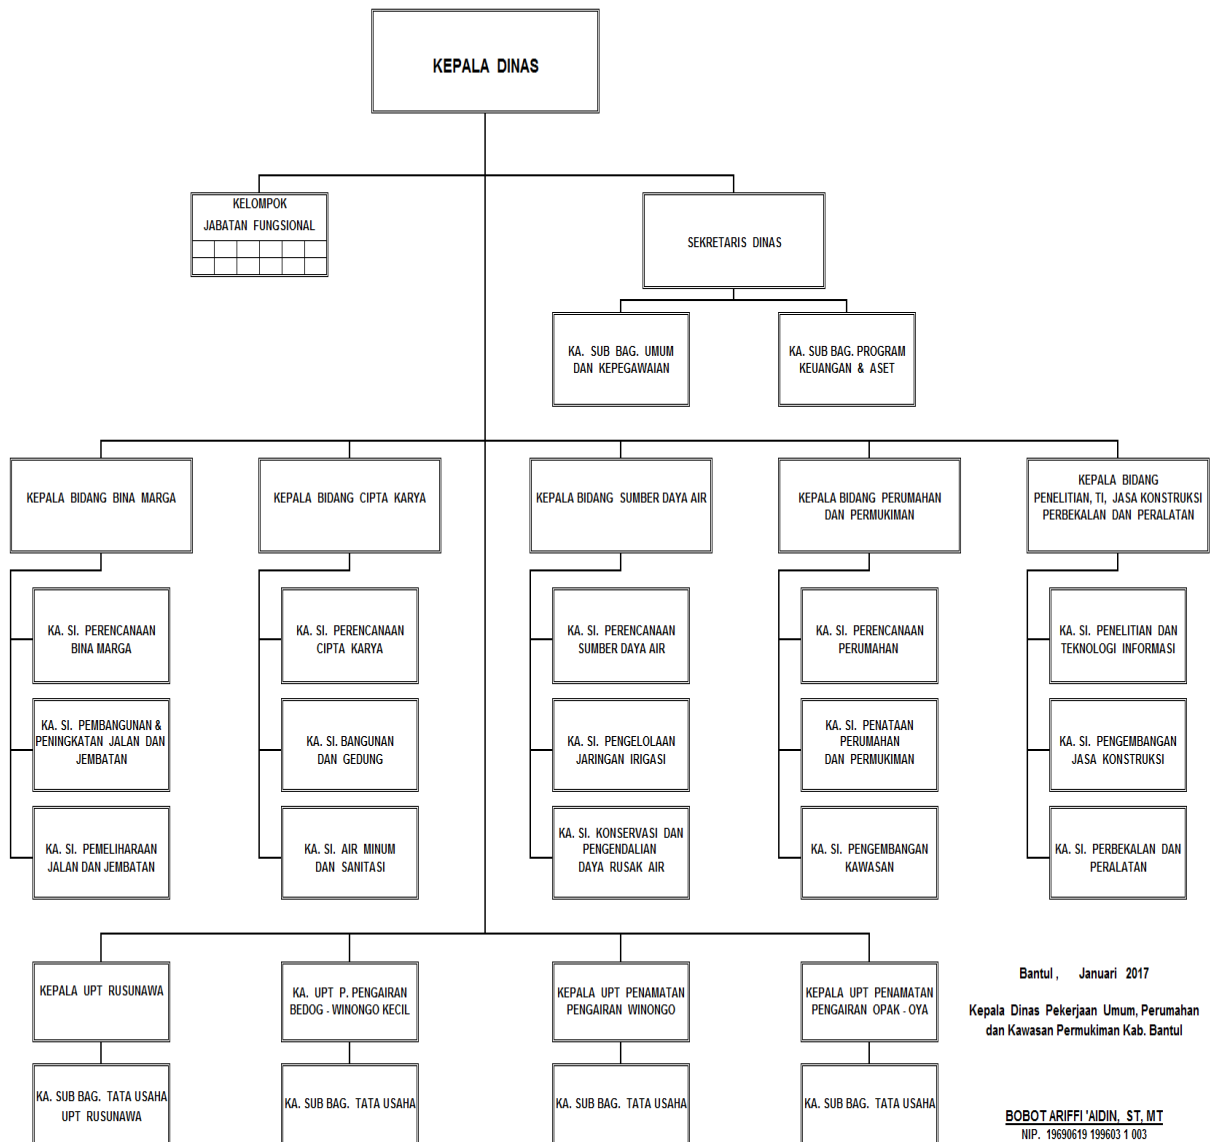 KEPALA DINAS
KELOMPOK
JABATAN FUNGSIONAL
SEKRETARIS DINAS
KA. SUB BAG. UMUM
DAN KEPEGAWAIAN
KA. SUB BAG. PROGRAM
KEUANGAN & ASET
KEPALA BIDANG BINA MARGA
KEPALA BIDANG CIPTA KARYA
KEPALA BIDANG SUMBER DAYA AIR
KEPALA BIDANG PERUMAHAN
DAN PERMUKIMAN
KEPALA BIDANG
PENELITIAN, TI, JASA KONSTRUKSI
PERBEKALAN DAN PERALATAN
KA. SI. PERENCANAAN
BINA MARGA
KA. SI. PERENCANAAN
CIPTA KARYA
KA. SI. PERENCANAAN
SUMBER DAYA AIR
KA. SI. PERENCANAAN
PERUMAHAN
KA. SI. PENELITIAN DAN
TEKNOLOGI INFORMASI
KA. SI. PEMBANGUNAN &
PENINGKATAN JALAN DAN
JEMBATAN
KA. SI. BANGUNAN
DAN GEDUNG
KA. SI. PENGELOLAAN
JARINGAN IRIGASI
KA. SI. PENATAAN
PERUMAHAN
DAN PERMUKIMAN
KA. SI. PENGEMBANGAN
JASA KONSTRUKSI
KA. SI. PEMELIHARAAN
JALAN DAN JEMBATAN
KA. SI. AIR MINUM
DAN SANITASI
KA. SI. KONSERVASI DAN
PENGENDALIAN
DAYA RUSAK AIR
KA. SI. PENGEMBANGAN
KAWASAN
KA. SI. PERBEKALAN DAN
PERALATAN
KEPALA UPT RUSUNAWA
KA. UPT P. PENGAIRAN
BEDOG - WINONGO KECIL
KEPALA UPT PENAMATAN
PENGAIRAN WINONGO
KEPALA UPT PENAMATAN
PENGAIRAN OPAK - OYA
KA. SUB BAG. TATA USAHA
UPT RUSUNAWA
KA. SUB BAG. TATA USAHA
KA. SUB BAG. TATA USAHA
KA. SUB BAG. TATA USAHA
Bantul , Januari 2017
Kepala Dinas Pekerjaan Umum, Perumahan
dan Kawasan Permukiman Kab. Bantul
BOBOT ARIFFI 'AIDIN, ST, MT
NIP. 19690619 199603 1 003